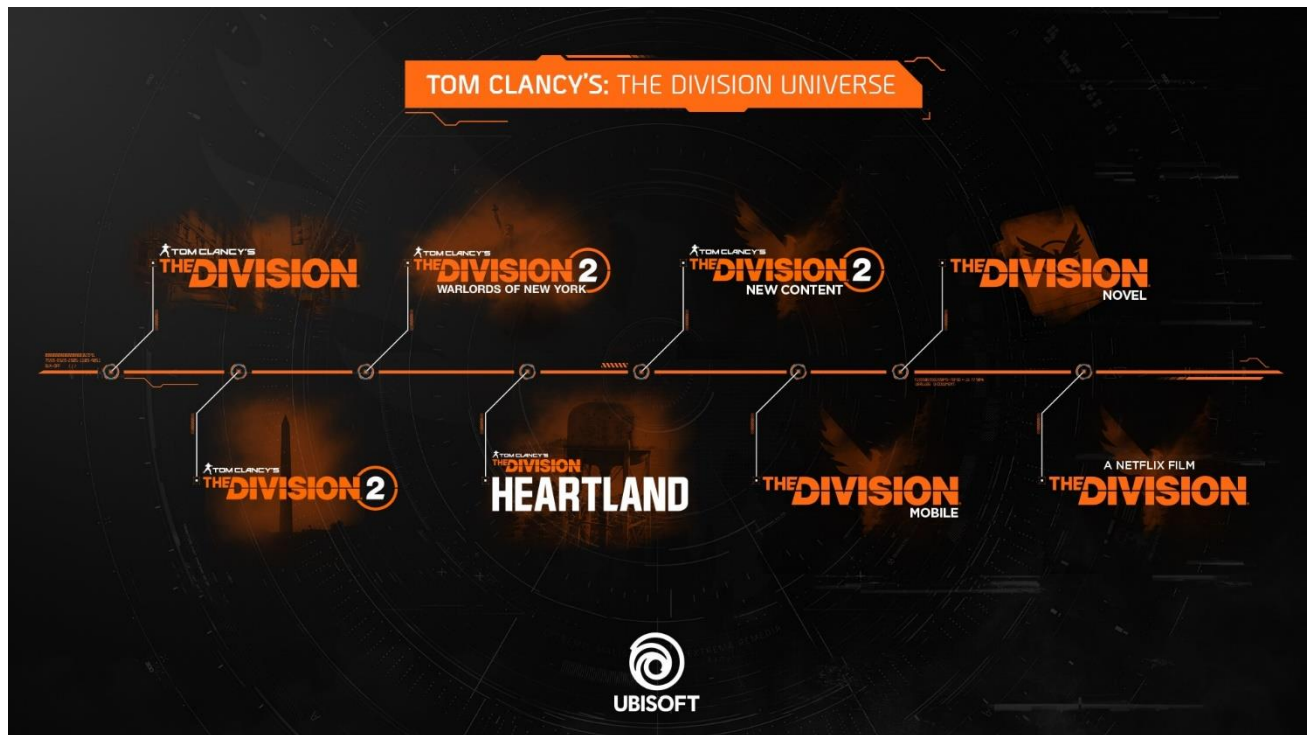 TOM CLANCY'S: THE DIVISION UNIVERSE
TOM CLANCY'S
THE DIVISION
TOM CLANCY'S
THE DIVISION 2
WARLORDS OF NEW YORK
TOM CLANCY'S
THE DIVISION 2
NEW CONTENT
THE DIVISION
NOVEL
TOM CLANCY'S
THE DIVISION 2
TOM CLANCY'S
THE DIVISION
HEARTLAND
THE DIVISION
MOBILE
A NETFLIX FILM
THE DIVISION
UBISOFT